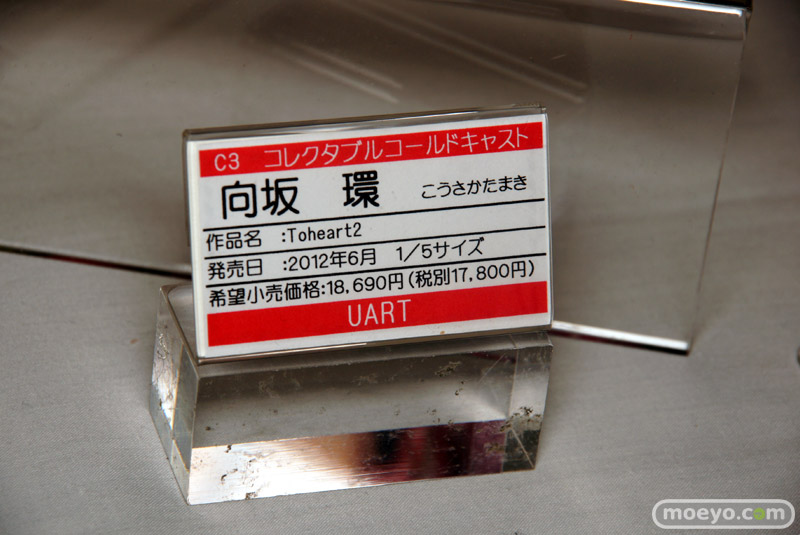 C3 コレクタブルコールドキャスト
向坂 環 こうさかたまき
作品名 :Toheart2
発売日 :2012年6月 1/5サイズ
希望小売価格:18,690円(税別17,800円)
UART
moeyo.com